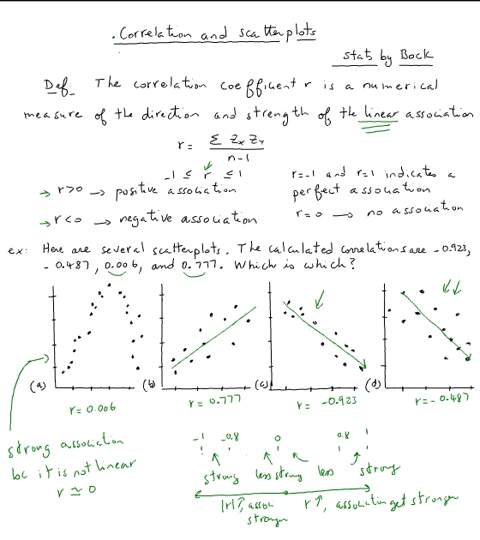 . Correlation and scatterplots
stats by Bock
Def: The correlation coefficient r is a numerical
measure of the direction and strength of the linear association
r = Σ Zx Zy / n-1
-1 ≤ r ≤ 1
r=-1 and r=1 indicates a
→ r>0 → positive association
perfect association
→ r<0 → negative association
r=0 → no association
ex: Here are several scatterplots. The calculated correlations are -0.923,
-0.487, 0.006, and 0.777. Which is which?
(a) (b) (c) (d)
r = 0.006 r = 0.777 r = -0.923 r = -0.487
strong association
bc it is not linear
r ≃ 0
-1 -0.8 0 0.8 1
strong less strong less strong
|r|↑, assoc r↑, association get stronger
stronger